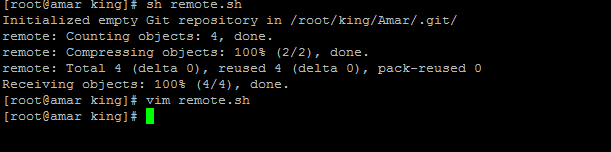 [root@amar king]# sh remote.sh
Initialized empty Git repository in /root/king/Amar/.git/
remote: Counting objects: 4, done.
remote: Compressing objects: 100% (2/2), done.
remote: Total 4 (delta 0), reused 4 (delta 0), pack-reused 0
Receiving objects: 100% (4/4), done.
[root@amar king]# vim remote.sh
[root@amar king]#